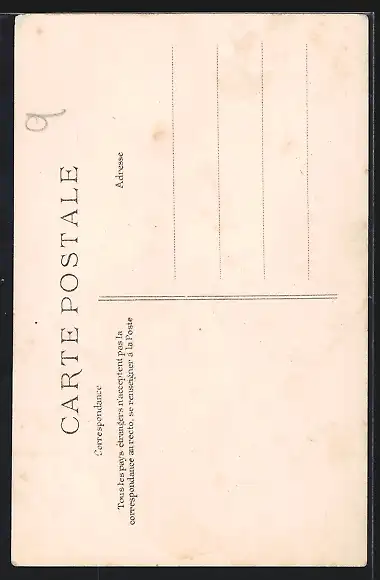 CARTE POSTALE
Correspondance
Tous les pays étrangers n'acceptent pas la
correspondance au recto, se renseigner à la Poste
Adresse
9